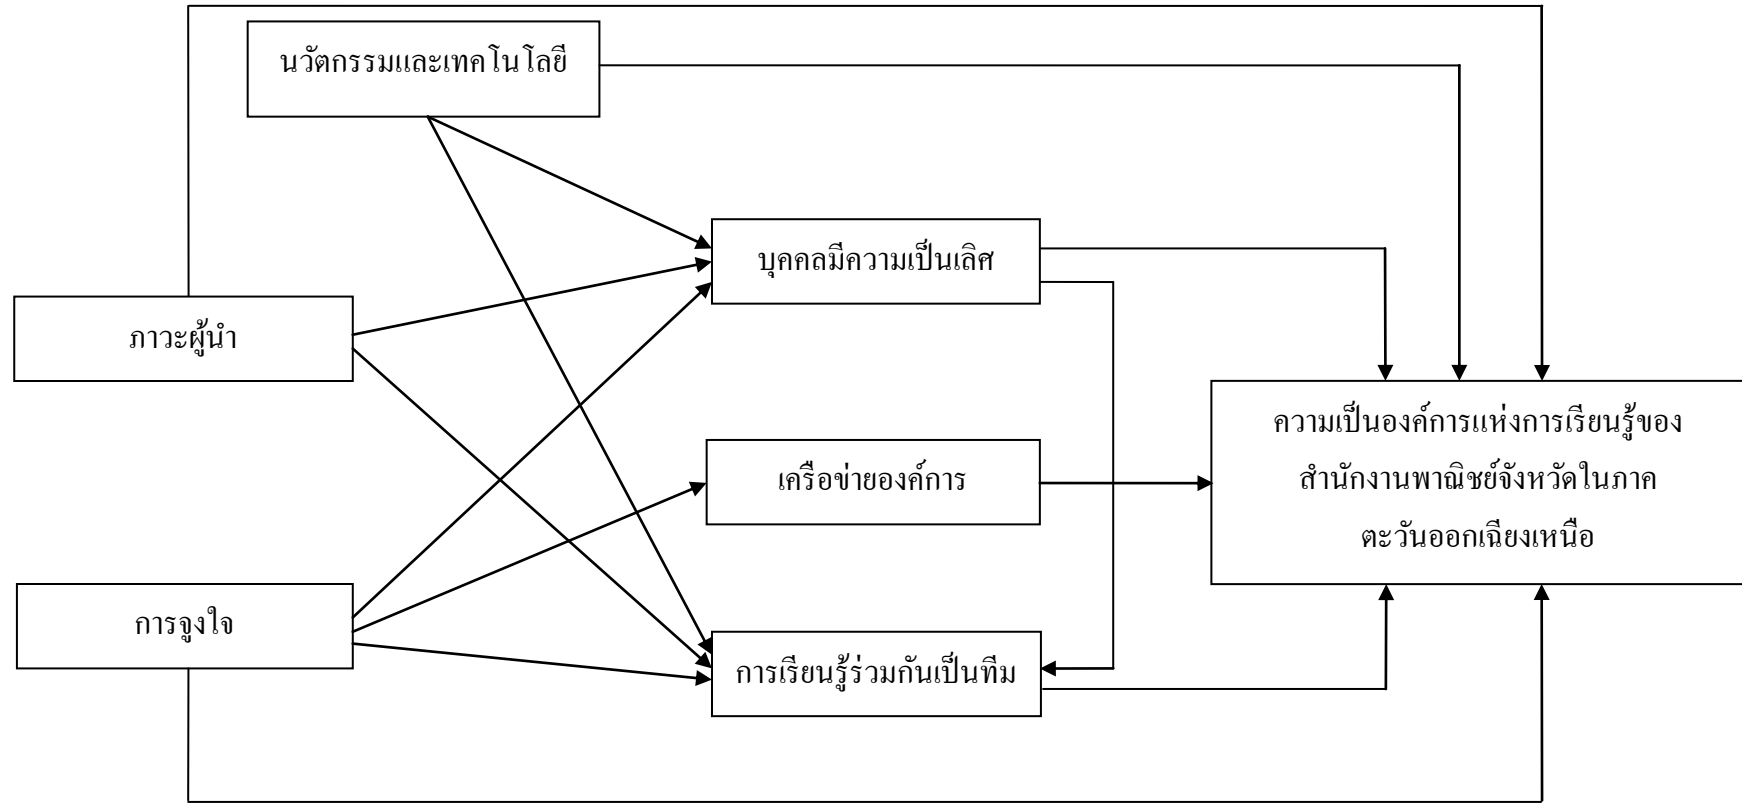 นวัตกรรมและเทคโนโลยี
บุคคลมีความเป็นเลิศ
ภาวะผู้นำ
ความเป็นองค์การแห่งการเรียนรู้ของ
สำนักงานพาณิชย์จังหวัดในภาค
ตะวันออกเฉียงเหนือ
เครือข่ายองค์การ
การจูงใจ
การเรียนรู้ร่วมกันเป็นทีม